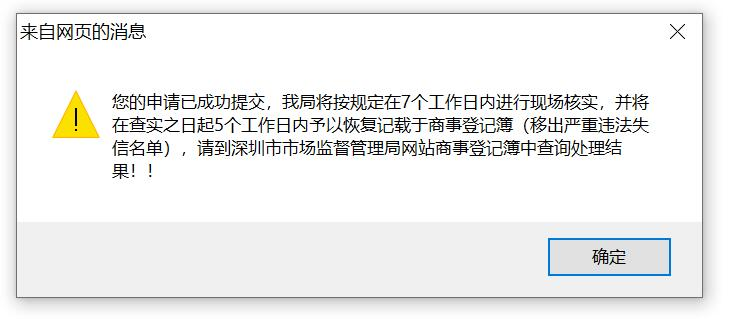 来自网页的消息
您的申请已成功提交，我局将按规定在7个工作日内进行现场核实，并将
在查实之日起5个工作日内予以恢复记载于商事登记簿（移出严重违法失
信名单），请到深圳市市场监督管理局网站商事登记簿中查询处理结
果！！
确定